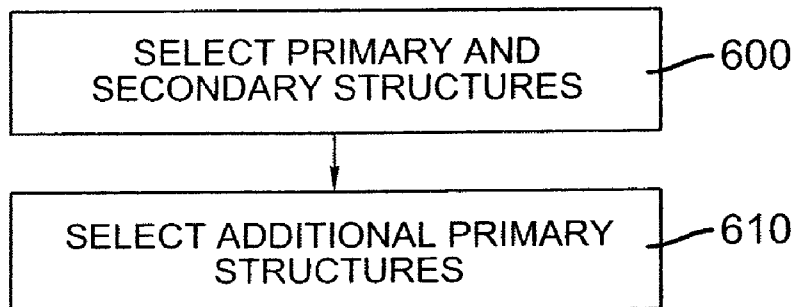 SELECT PRIMARY AND
SECONDARY STRUCTURES
600
SELECT ADDITIONAL PRIMARY
STRUCTURES
610